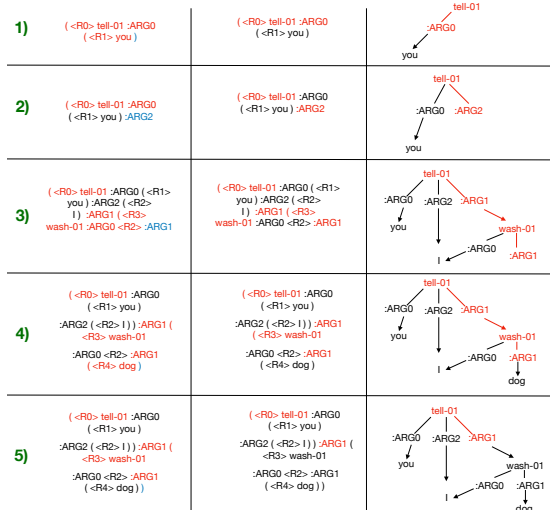 1)
( <R0> tell-01 :ARG0
( <R1> you )
( <R0> tell-01 :ARG0
( <R1> you )
tell-01
:ARG0
you
2)
( <R0> tell-01 :ARG0
(<R1> you ) :ARG2
( <R0> tell-01 :ARG0
(<R1> you ) :ARG2
tell-01
:ARG0 :ARG2
you
3)
( <R0> tell-01 :ARG0 ( <R1>
you ) :ARG2 ( <R2>
I ) :ARG1 ( <R3>
wash-01 :ARG0 <R2> :ARG1
( <R0> tell-01 :ARG0 ( <R1>
you ) :ARG2 ( <R2>
I ) :ARG1 ( <R3>
wash-01 :ARG0 <R2> :ARG1
tell-01
:ARG0 :ARG2 :ARG1
you wash-01
:ARG0
I :ARG1
4)
( <R0> tell-01 :ARG0
(<R1> you )
:ARG2 ( <R2> I ) ) :ARG1 (
<R3> wash-01
:ARG0 <R2> :ARG1
( <R4> dog )
( <R0> tell-01 :ARG0
(<R1> you )
:ARG2 ( <R2> I ) ) :ARG1
( <R3> wash-01
:ARG0 <R2> :ARG1
( <R4> dog )
tell-01
:ARG0 :ARG2 :ARG1
you wash-01
:ARG0 :ARG1
I dog
5)
( <R0> tell-01 :ARG0
(<R1> you )
:ARG2 ( <R2> I ) ) :ARG1 (
<R3> wash-01
:ARG0 <R2> :ARG1
( <R4> dog ) )
( <R0> tell-01 :ARG0
(<R1> you )
:ARG2 ( <R2> I ) ) :ARG1 (
<R3> wash-01
:ARG0 <R2> :ARG1
( <R4> dog ) )
tell-01
:ARG0 :ARG2 :ARG1
you wash-01
:ARG0 :ARG1
I dog